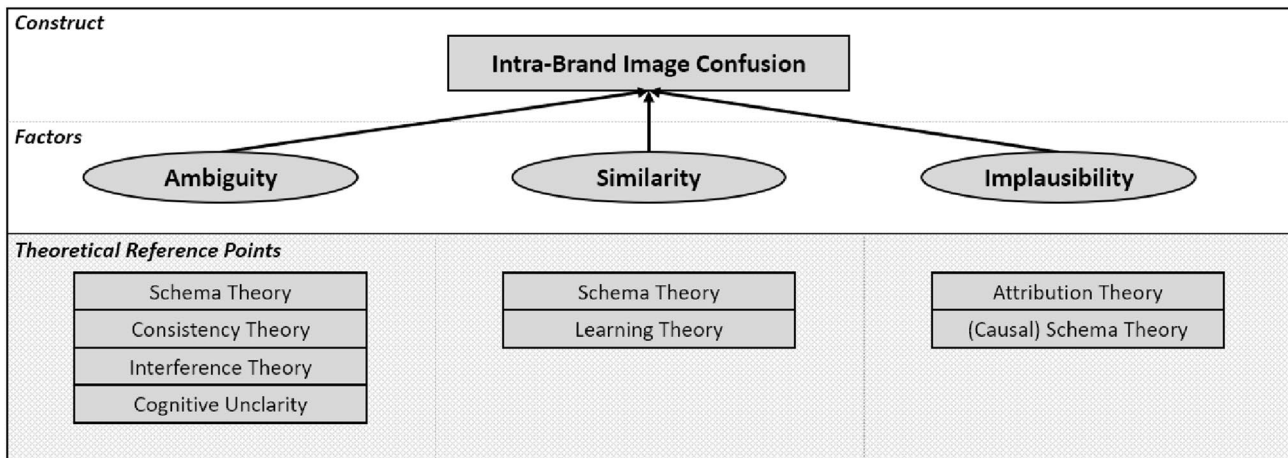 Construct
Intra-Brand Image Confusion
Factors
Ambiguity
Similarity
Implausibility
Theoretical Reference Points
Schema Theory
Consistency Theory
Interference Theory
Cognitive Unclarity
Schema Theory
Learning Theory
Attribution Theory
(Causal) Schema Theory